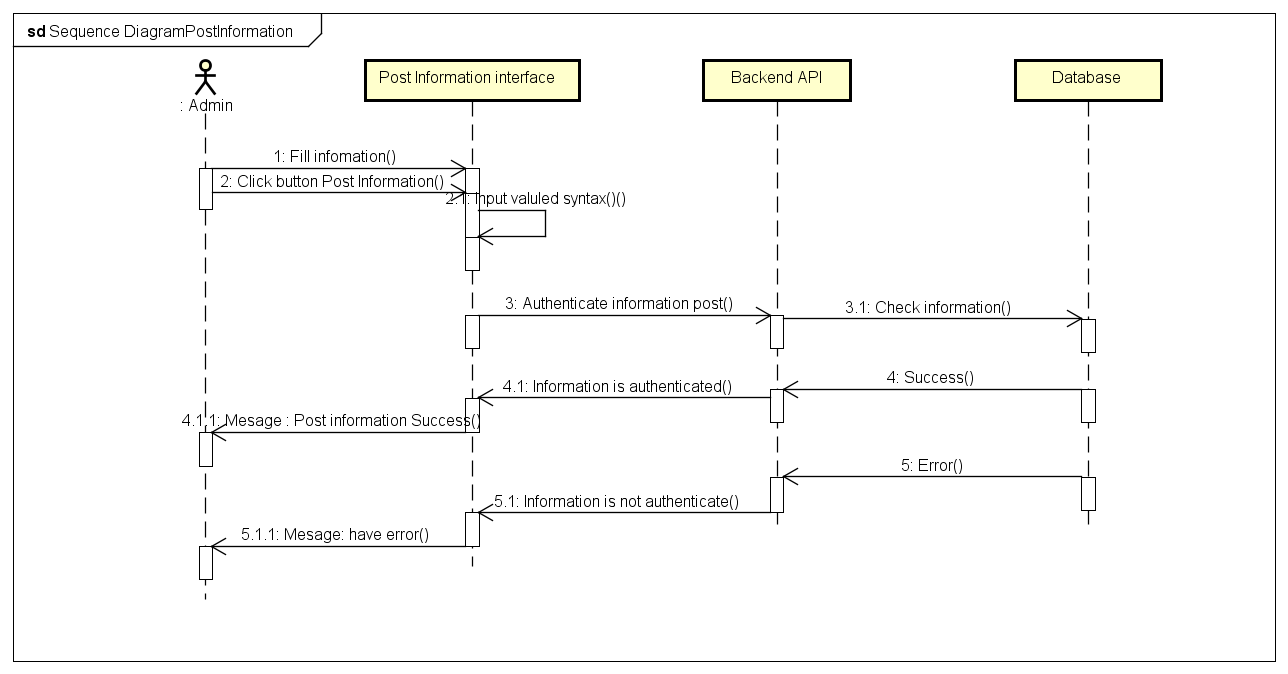 sd Sequence DiagramPostInformation
: Admin
Post Information interface
Backend API
Database
1: Fill infomation()
2: Click button Post Information()
2.1: Input valuled syntax()()
3: Authenticate information post()
3.1: Check information()
4: Success()
4.1: Information is authenticated()
4.1.1: Mesage : Post information Success()
5: Error()
5.1: Information is not authenticate()
5.1.1: Mesage: have error()